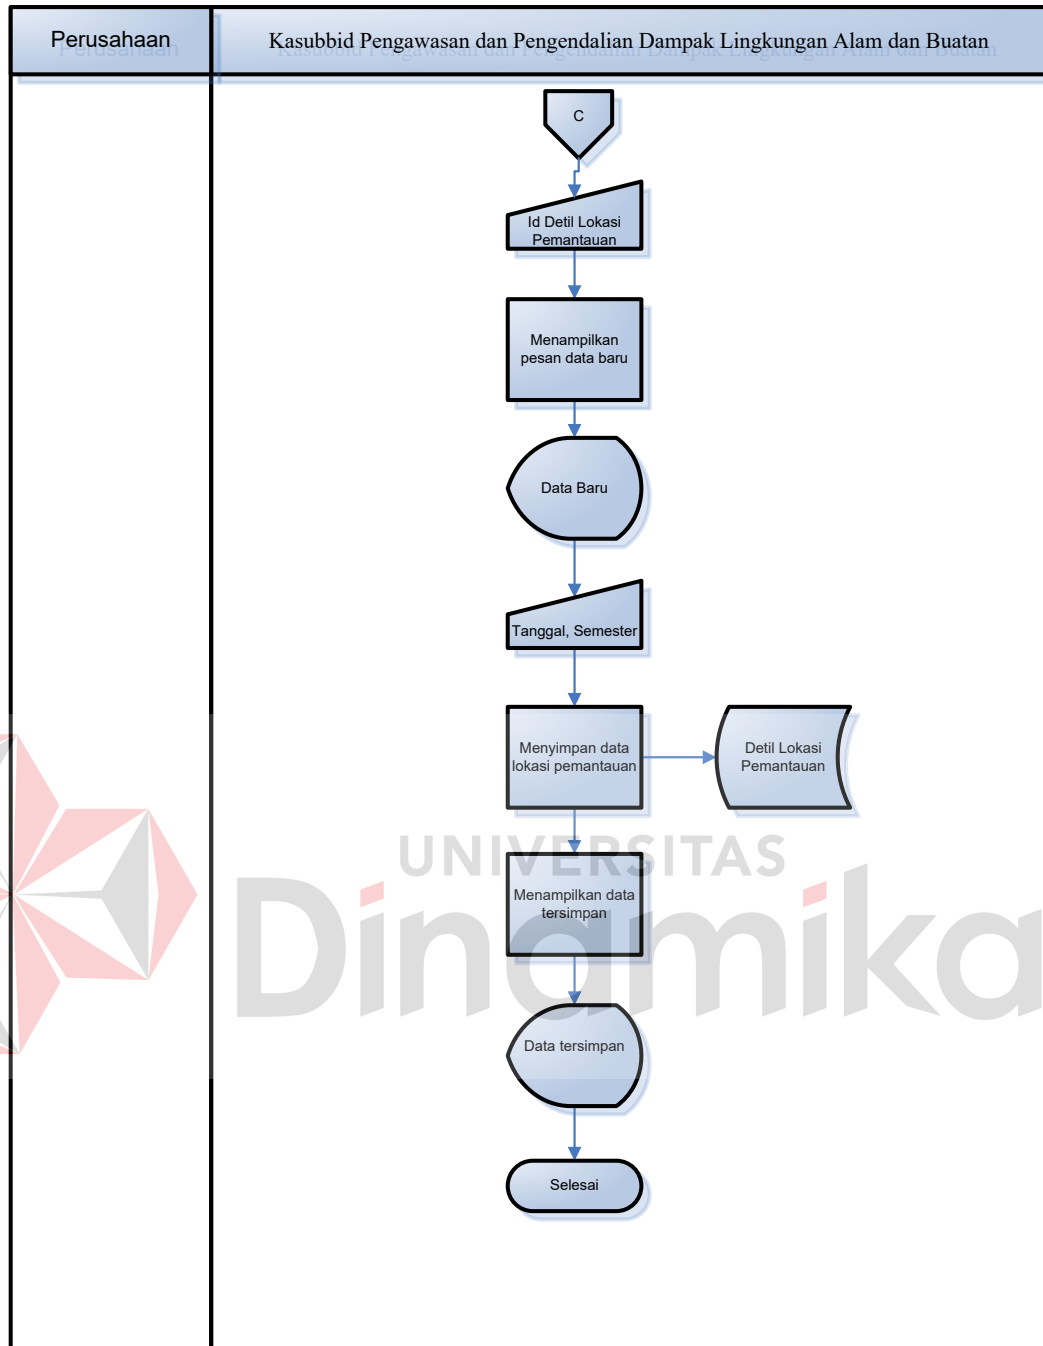 Perusahaan
Kasubbid Pengawasan dan Pengendalian Dampak Lingkungan Alam dan Buatan
C
Id Detil Lokasi
Pemantauan
Menampilkan
pesan data baru
Data Baru
Tanggal, Semester
Menyimpan data
lokasi pemantauan
Detil Lokasi
Pemantauan
UNIVERSITAS
Dinamika
Menampilkan data
tersimpan
Data tersimpan
Selesai